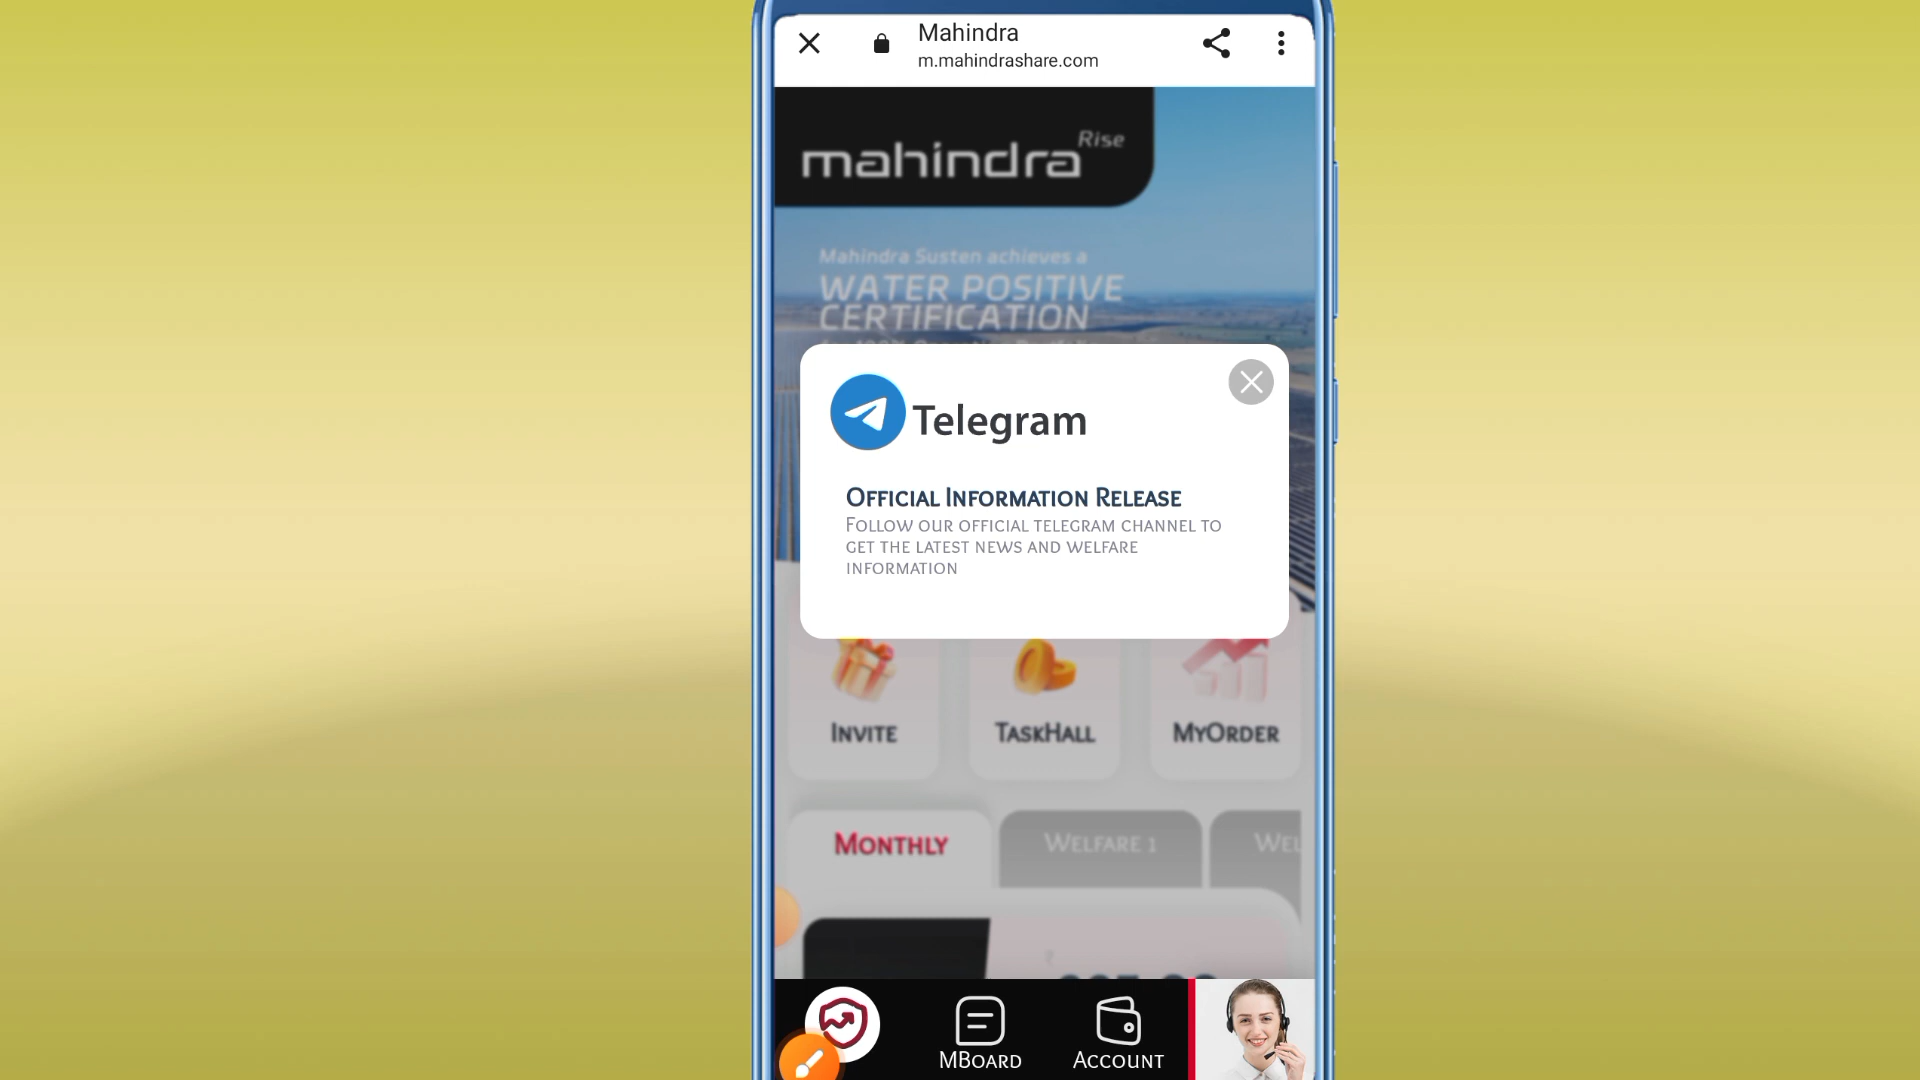 Mahindra
m.mahindrashare.com
mahindra Rise
Mahindra Susten achieves a
WATER POSITIVE
CERTIFICATION
Telegram
Official Information Release
Follow our official telegram channel to
get the latest news and welfare
information
Invite TaskHall MyOrder
Monthly Welfare 1 Wel
MBoard Account